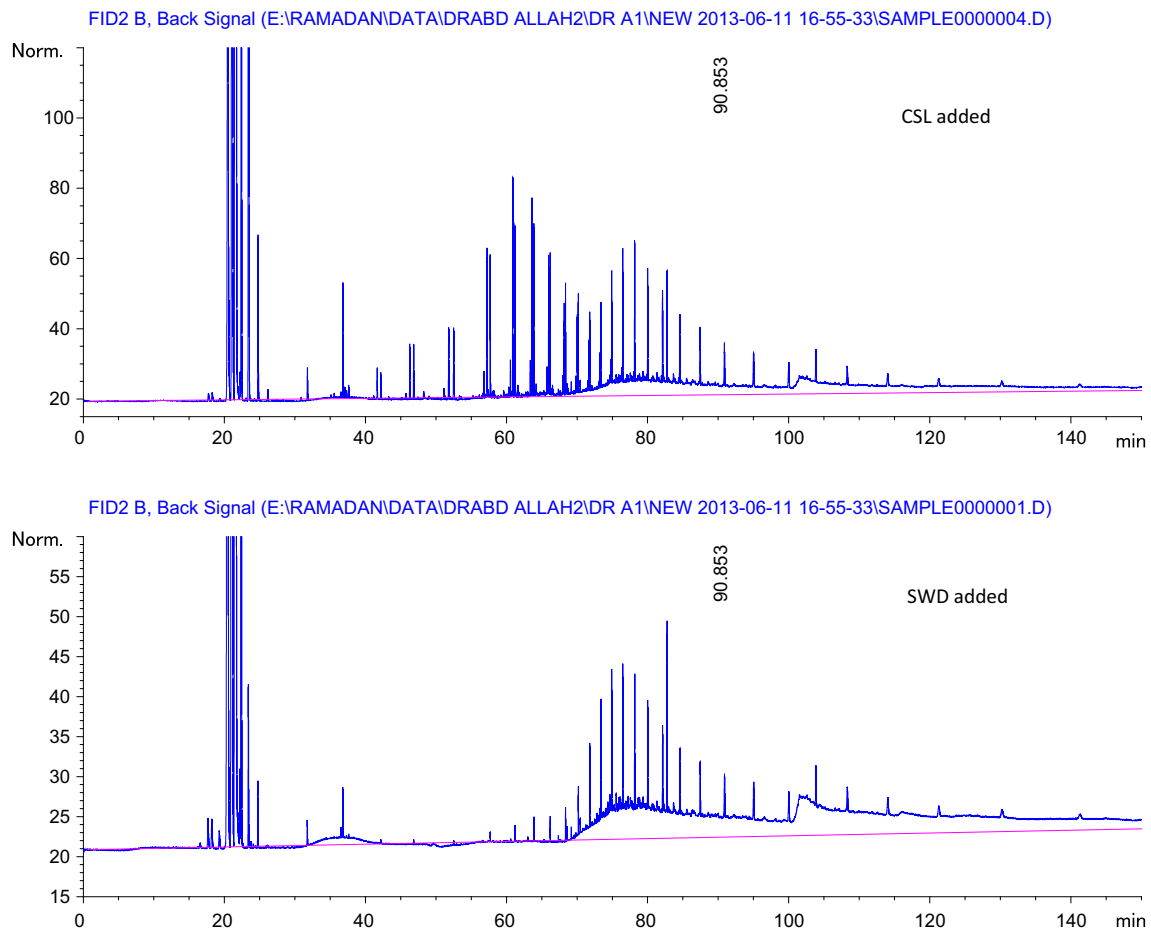 FID2 B, Back Signal (E:\RAMADAN\DATA\DRABD ALLAH2\DR A1\NEW 2013-06-11 16-55-33\SAMPLE0000004.D)
Norm.
90.853
CSL added
100
80
60
40
20
0 20 40 60 80 100 120 140 min
FID2 B, Back Signal (E:\RAMADAN\DATA\DRABD ALLAH2\DR A1\NEW 2013-06-11 16-55-33\SAMPLE0000001.D)
Norm.
90.853
55
SWD added
50
45
40
35
30
25
20
15
0 20 40 60 80 100 120 140 min